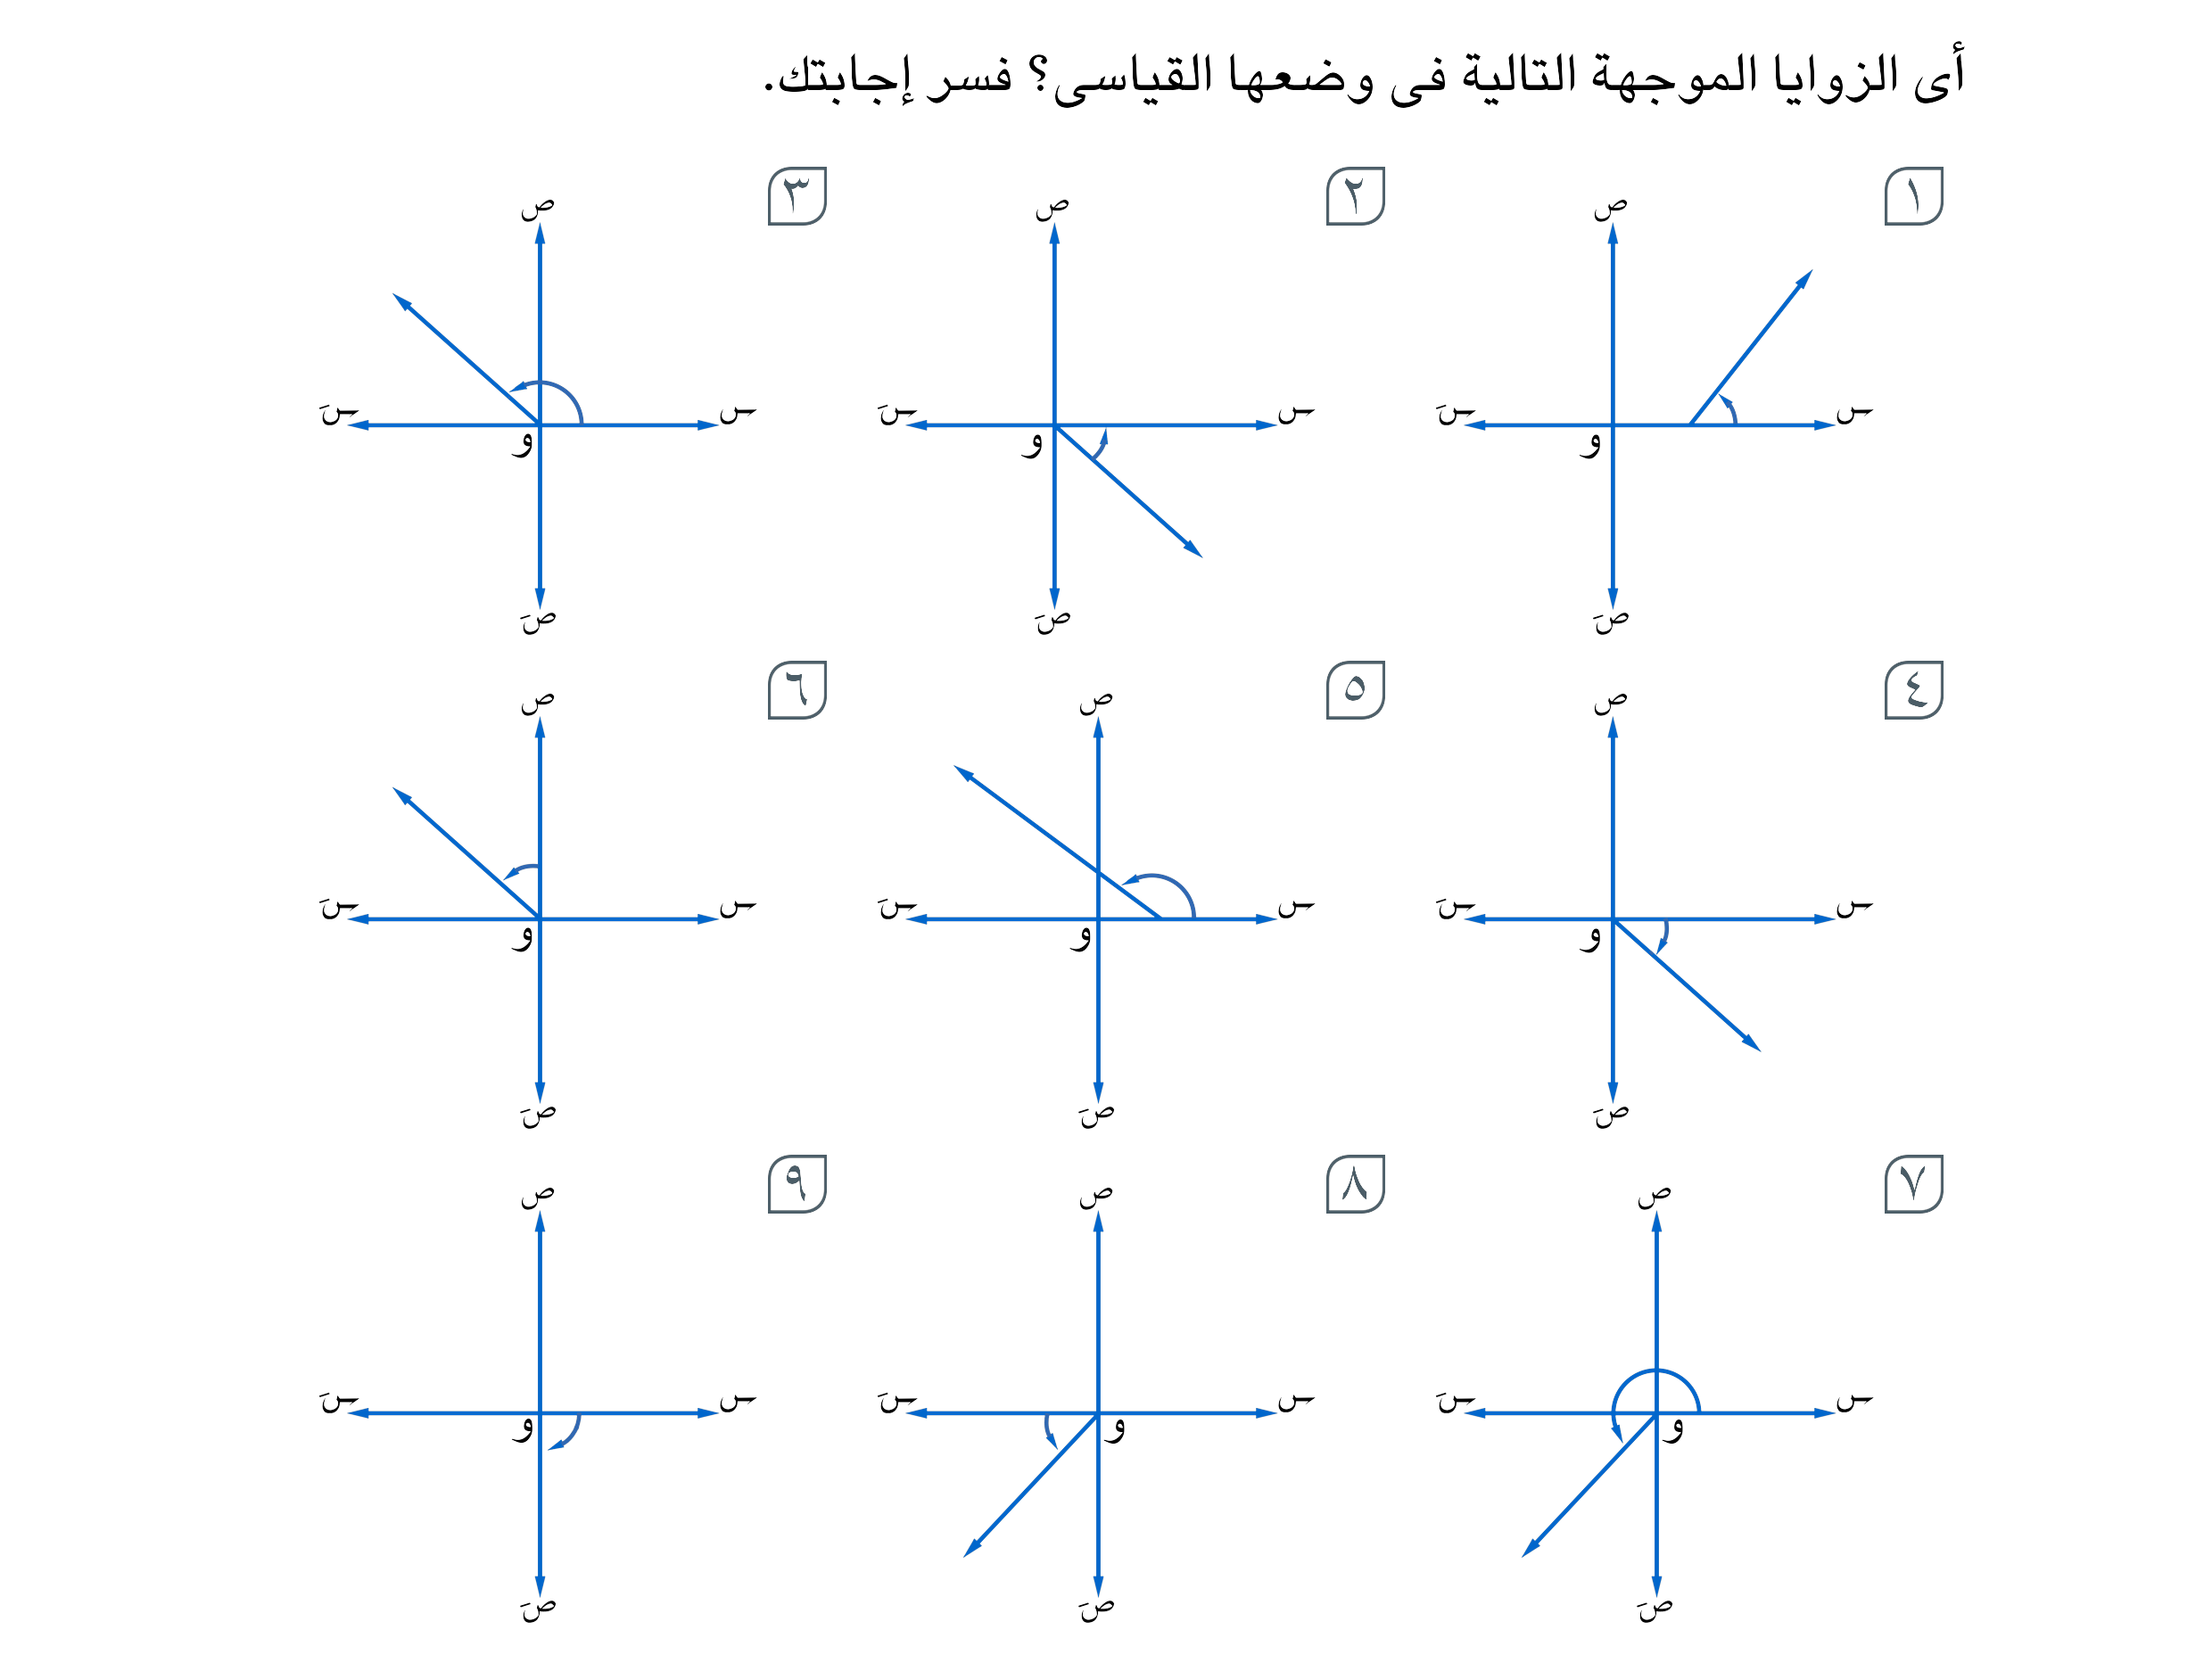 أى الزوايا الموجهة التالية فى وضعها القياسى؟ فسر إجابتك.
١ ٢ ٣
ص ص ص
س سَ س سَ س سَ
و و و
صَ صَ صَ
٤ ٥ ٦
ص ص ص
س سَ س سَ س سَ
و و و
صَ صَ صَ
٧ ٨ ٩
ص ص ص
س سَ س سَ س سَ
و و و
صَ صَ صَ